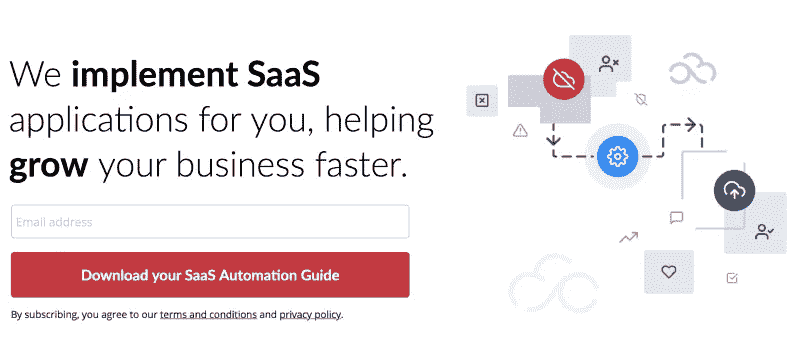 We implement SaaS
applications for you, helping
grow your business faster.
Email address
Download your SaaS Automation Guide
By subscribing, you agree to our terms and conditions and privacy policy.